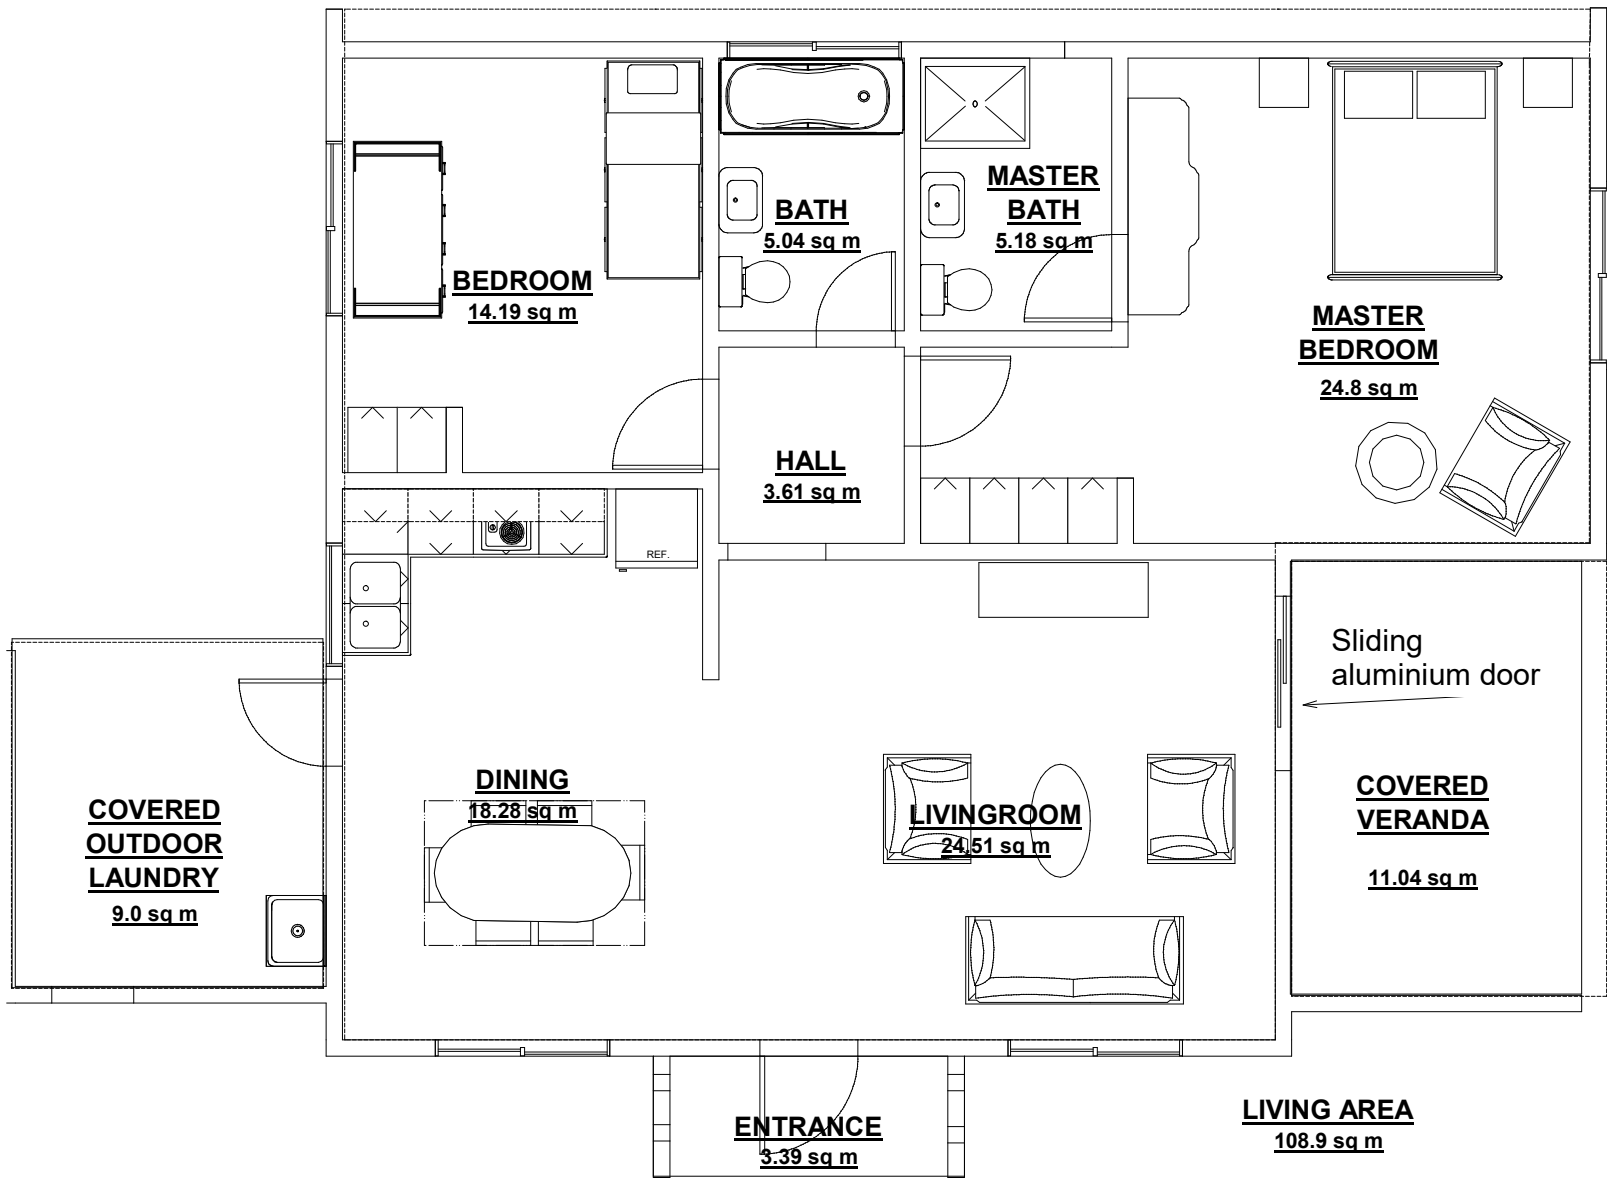 BATH
5.04 sq m
MASTER
BATH
5.18 sq m
BEDROOM
14.19 sq m
MASTER
BEDROOM
24.8 sq m
HALL
3.61 sq m
REF.
Sliding
aluminium door
DINING
18.28 sq m
LIVINGROOM
24.51 sq m
COVERED
OUTDOOR
LAUNDRY
9.0 sq m
COVERED
VERANDA
11.04 sq m
ENTRANCE
3.39 sq m
LIVING AREA
108.9 sq m